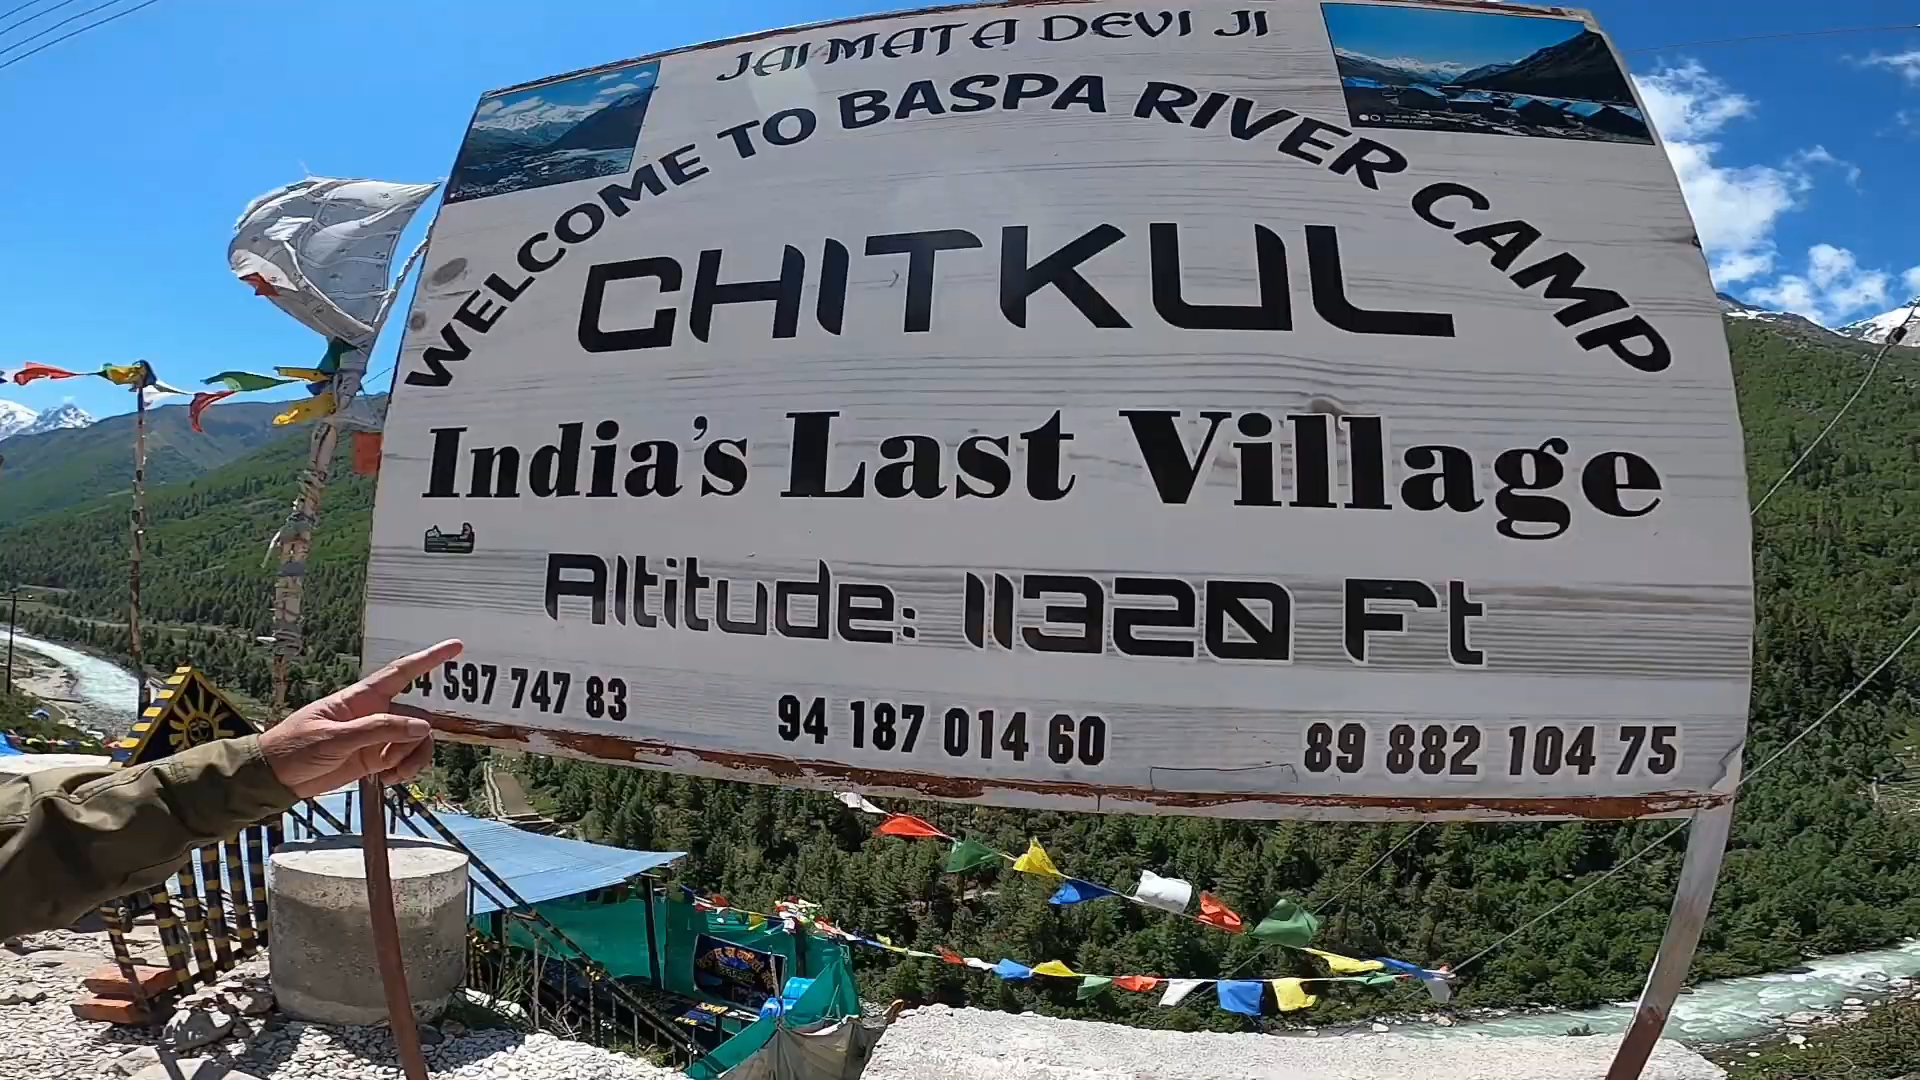 JAI MATA DEVI JI
WELCOME TO BASPA RIVER CAMP
CHITKUL
India's Last Village
Altitude: 11320 Ft
597 747 83
94 187 014 60
89 882 104 75